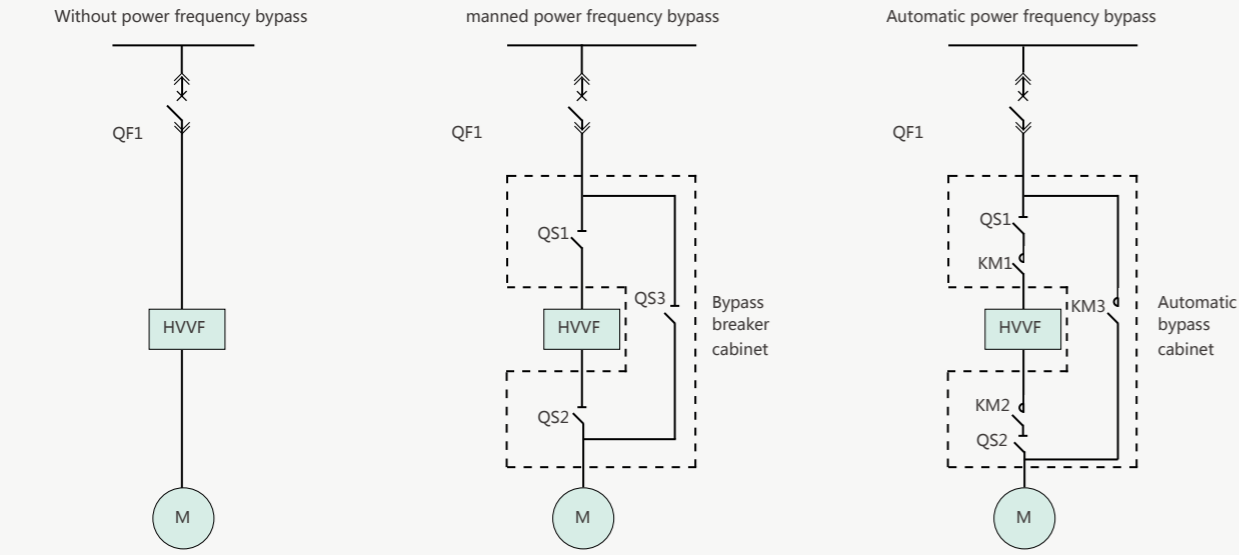 Without power frequency bypass
QF1
HVVF
M
manned power frequency bypass
QF1
QS1
QS3
HVVF
QS2
M
Bypass
breaker
cabinet
Automatic power frequency bypass
QF1
QS1
KM1
HVVF
KM3
KM2
QS2
M
Automatic
bypass
cabinet